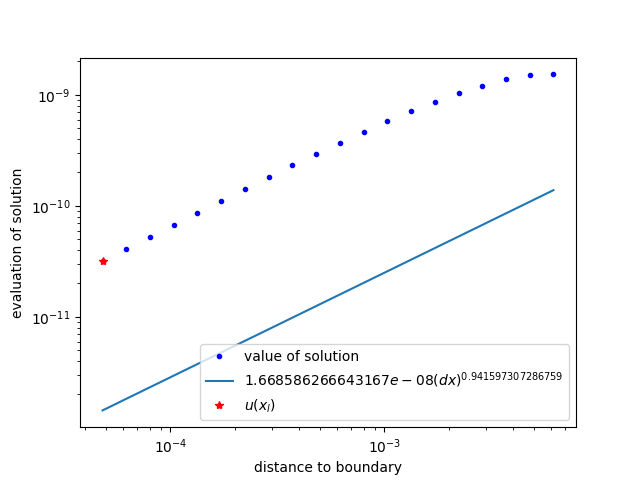 10⁻⁹
10⁻¹⁰
10⁻¹¹
evaluation of solution
value of solution
1.668586266643167e − 08(dx)⁰·⁹⁴¹⁵⁹⁷³⁰⁷²⁸⁶⁷⁵⁹
u(xₗ)
10⁻⁴
10⁻³
distance to boundary